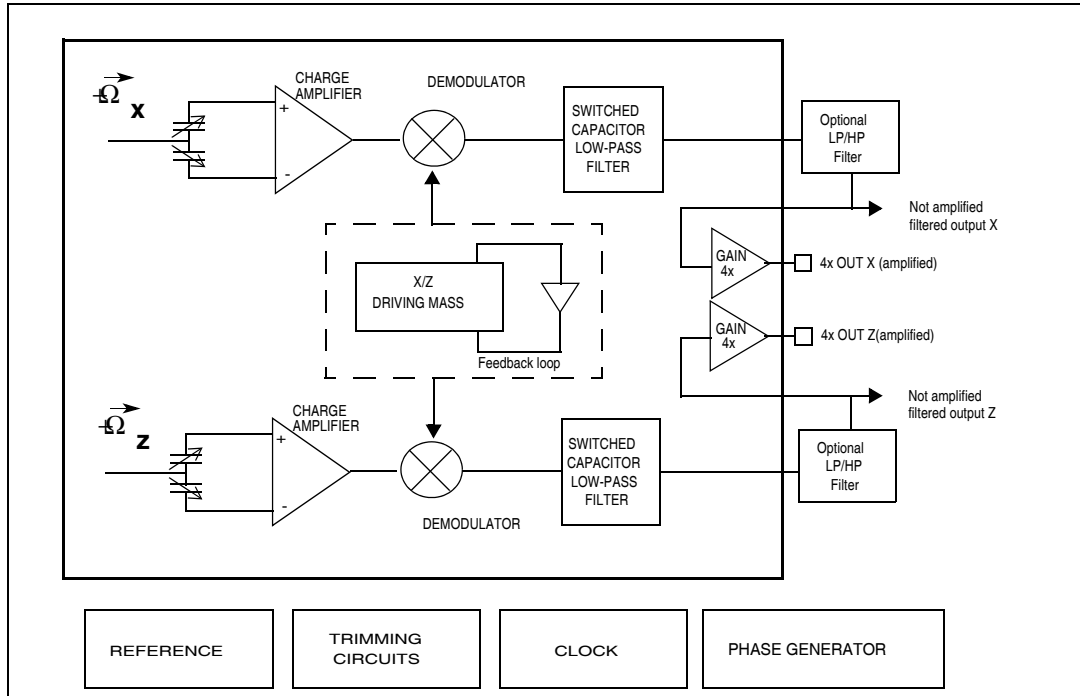 +Ω x
CHARGE
AMPLIFIER
+
-
DEMODULATOR
SWITCHED
CAPACITOR
LOW-PASS
FILTER
Optional
LP/HP
Filter
Not amplified
filtered output X
GAIN
4x
4x OUT X (amplified)
X/Z
DRIVING MASS
Feedback loop
GAIN
4x
4x OUT Z(amplified)
Not amplified
filtered output Z
+Ω z
CHARGE
AMPLIFIER
+
-
DEMODULATOR
SWITCHED
CAPACITOR
LOW-PASS
FILTER
Optional
LP/HP
Filter
REFERENCE
TRIMMING
CIRCUITS
CLOCK
PHASE GENERATOR